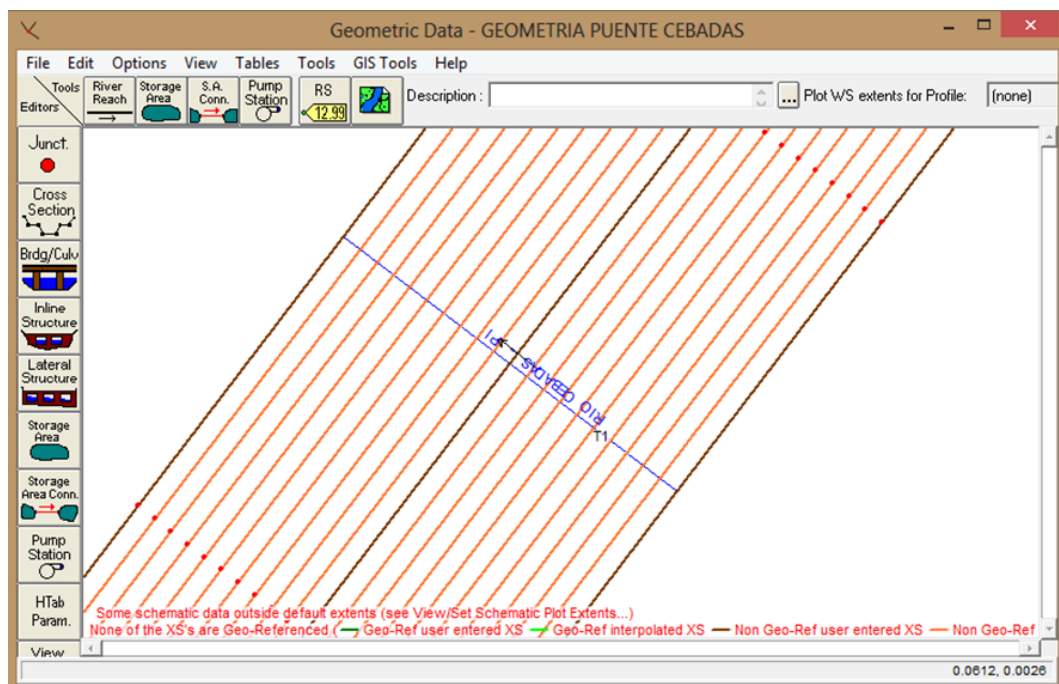 Geometric Data - GEOMETRIA PUENTE CEBADAS
File Edit Options View Tables Tools GIS Tools Help
Tools
Editors
River Reach
Storage Area
S.A. Conn.
Pump Station
RS
12.99
Description :
...
Plot WS extents for Profile:
(none)
Junct.
Cross Section
Brdg/Culv
Inline Structure
Lateral Structure
Storage Area
Storage Area Conn.
Pump Station
HTab Param.
View
RIO CEBADAS - PI
T1
Some schematic data outside default extents (see View/Set Schematic Plot Extents...)
None of the XS's are Geo-Referenced ( Geo-Ref user entered XS Geo-Ref interpolated XS Non Geo-Ref user entered XS Non Geo-Ref
0.0612, 0.0026